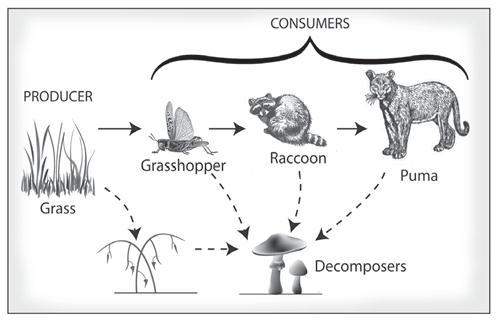 CONSUMERS
PRODUCER
Grasshopper
Raccoon
Puma
Grass
Decomposers